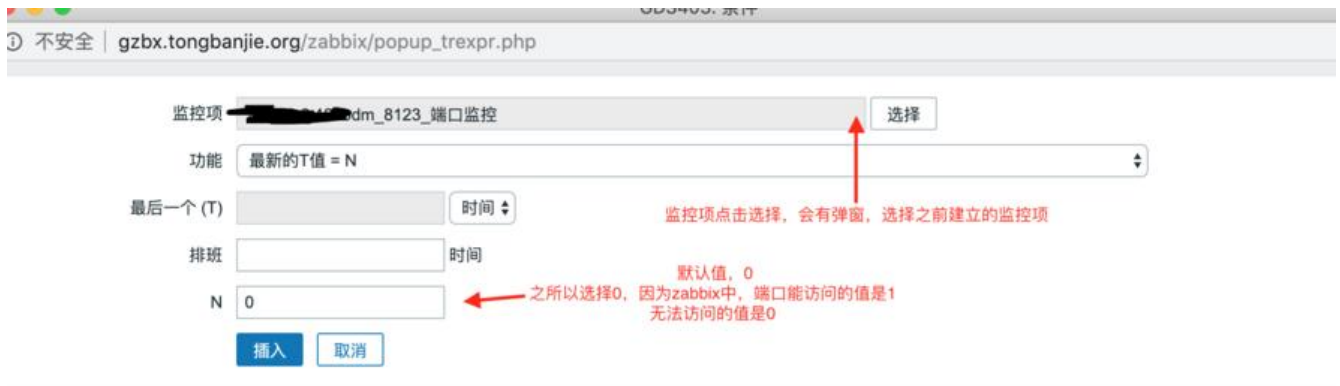 不安全 | gzbx.tongbanjie.org/zabbix/popup_trexpr.php
监控项 dm_8123_端口监控 选择
功能 最新的T值 = N
最后一个 (T) 时间
监控项点击选择，会有弹窗，选择之前建立的监控项
排班 时间
默认值，0
N 0 之所以选择0，因为zabbix中，端口能访问的值是1
无法访问的值是0
插入 取消